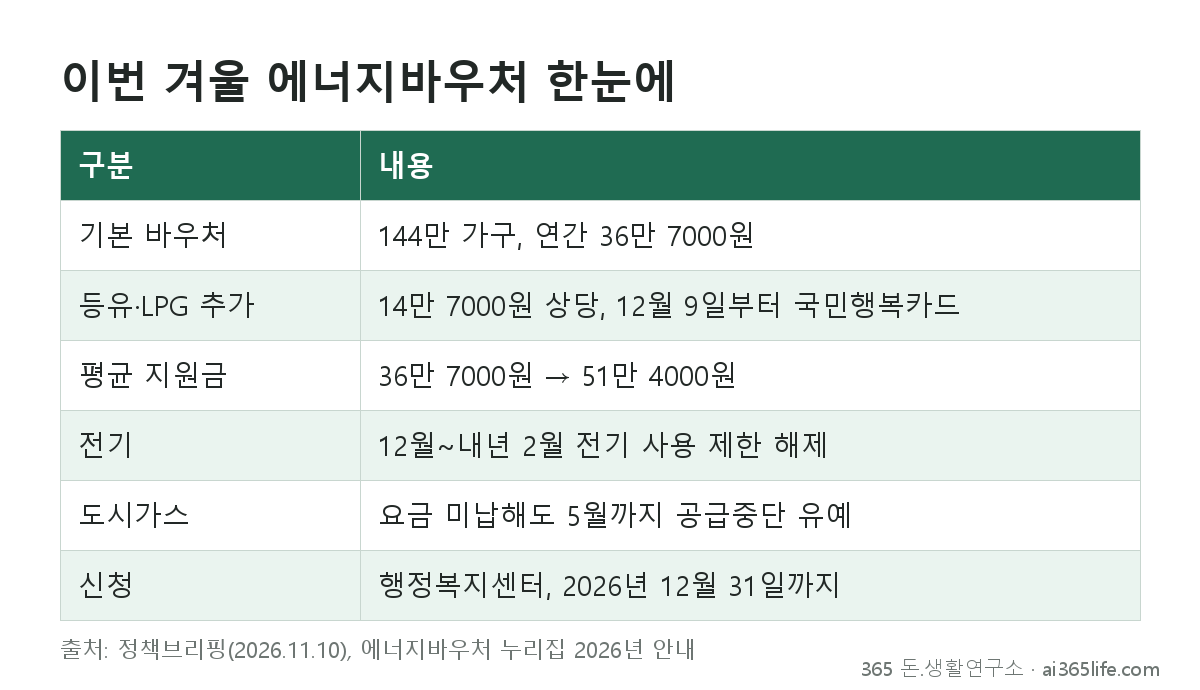 이번 겨울 에너지바우처 한눈에
구분 내용
기본 바우처 144만 가구, 연간 36만 7000원
등유·LPG 추가 14만 7000원 상당, 12월 9일부터 국민행복카드
평균 지원금 36만 7000원 → 51만 4000원
전기 12월~내년 2월 전기 사용 제한 해제
도시가스 요금 미납해도 5월까지 공급중단 유예
신청 행정복지센터, 2026년 12월 31일까지
출처: 정책브리핑(2026.11.10), 에너지바우처 누리집 2026년 안내
365 돈.생활연구소 · ai365life.com